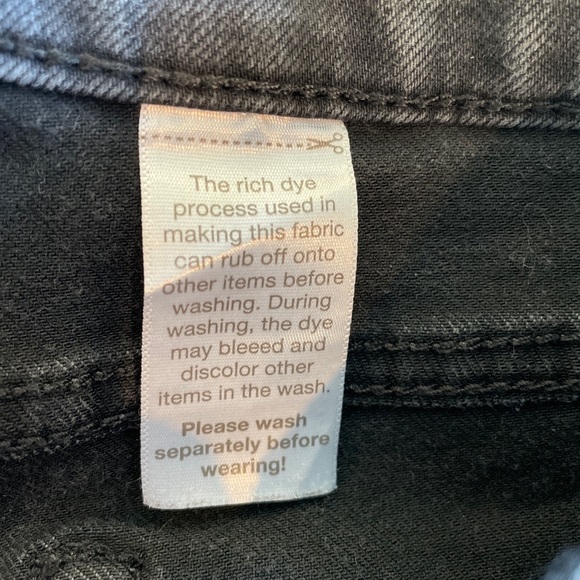 The rich dye
process used in
making this fabric
can rub off onto
other items before
washing. During
washing, the dye
may bleeed and
discolor other
items in the wash.
Please wash
separately before
wearing!